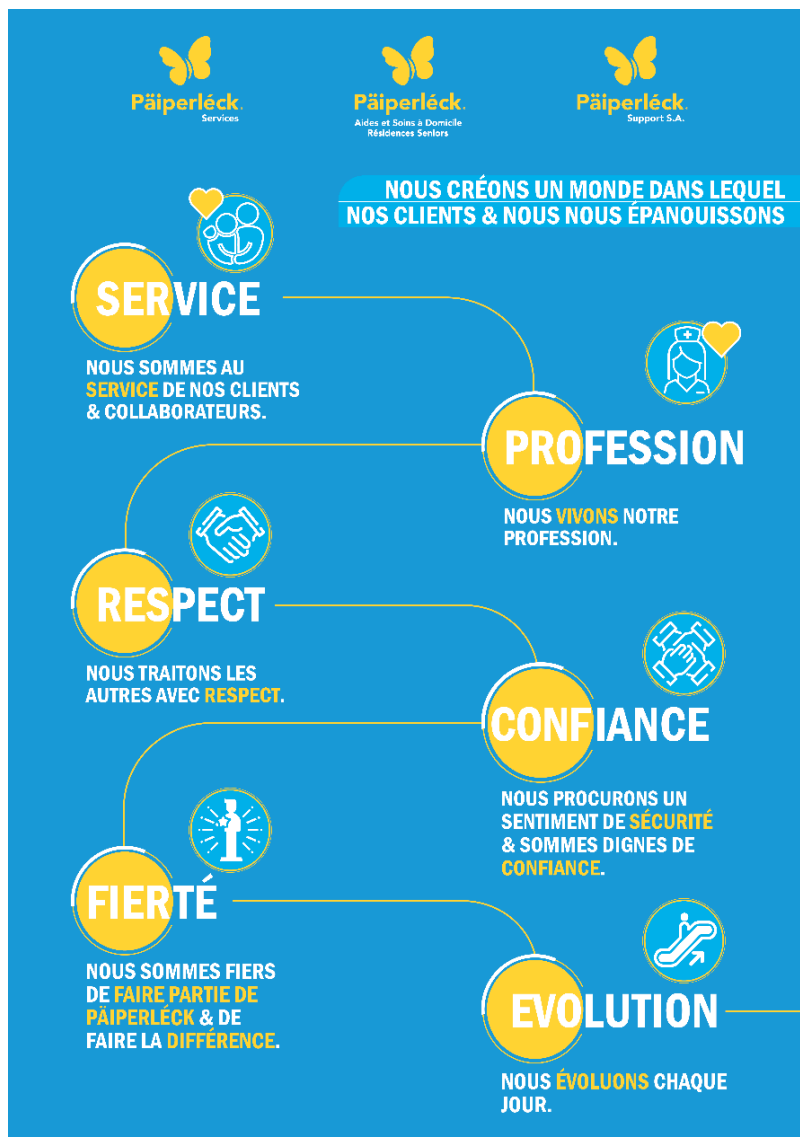 Päiperléck.
Services
Päiperléck.
Aides et Soins à Domicile
Résidences Seniors
Päiperléck.
Support S.A.
NOUS CRÉONS UN MONDE DANS LEQUEL
NOS CLIENTS & NOUS NOUS ÉPANOUISSONS
SERVICE
NOUS SOMMES AU
SERVICE DE NOS CLIENTS
& COLLABORATEURS.
PROFESSION
NOUS VIVONS NOTRE
PROFESSION.
RESPECT
NOUS TRAITONS LES
AUTRES AVEC RESPECT.
CONFIANCE
NOUS PROCURONS UN
SENTIMENT DE SÉCURITÉ
& SOMMES DIGNES DE
CONFIANCE.
FIERTÉ
NOUS SOMMES FIERS
DE FAIRE PARTIE DE
PÄIPERLÉCK & DE
FAIRE LA DIFFÉRENCE.
EVOLUTION
NOUS ÉVOLUONS CHAQUE
JOUR.